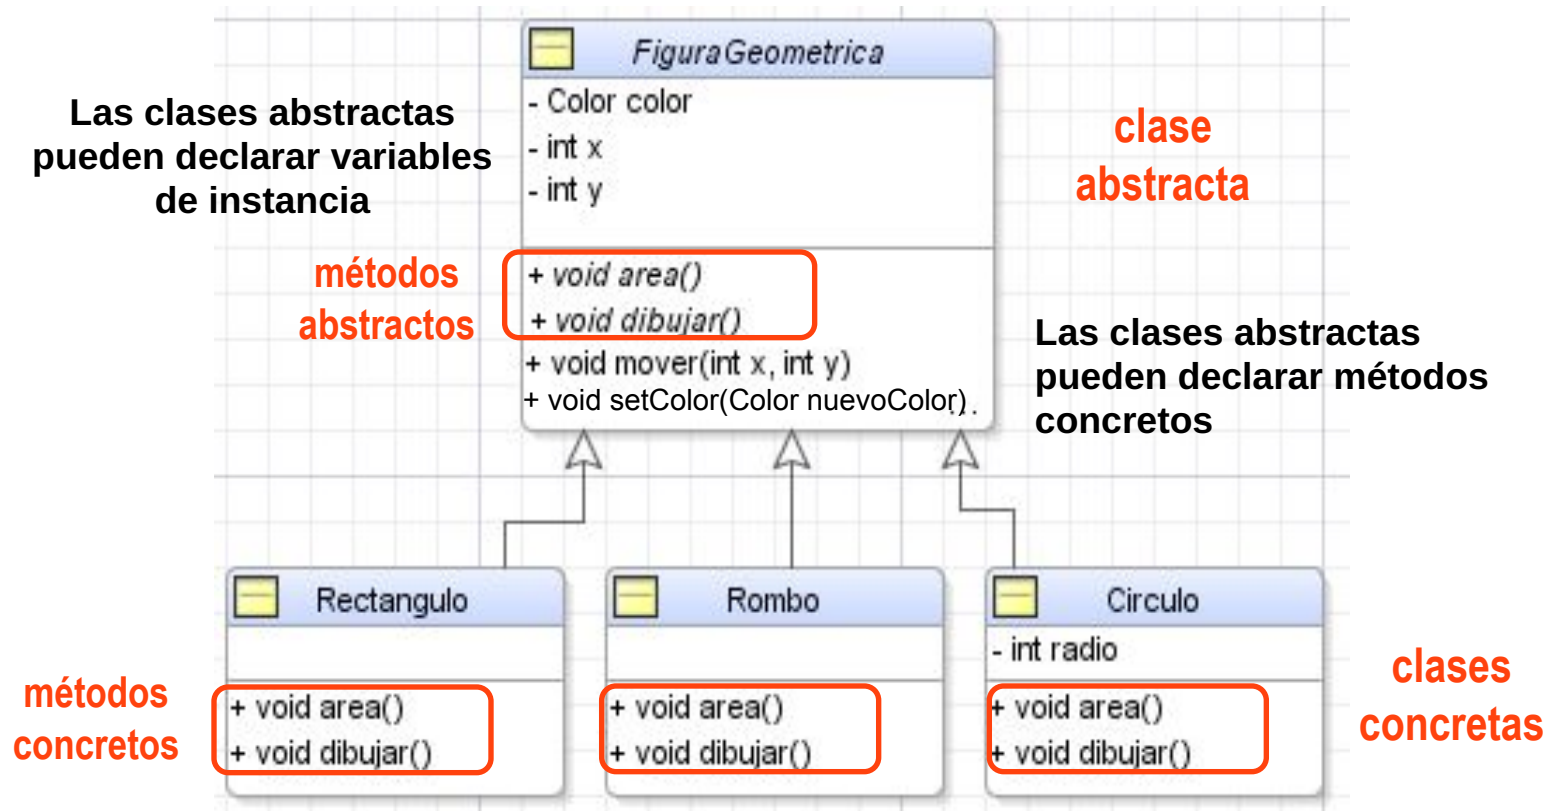 FiguraGeometrica
- Color color
- int x
- int y
Las clases abstractas
pueden declarar variables
de instancia
clase
abstracta
métodos
abstractos
+ void area()
+ void dibujar()
+ void mover(int x, int y)
+ void setColor(Color nuevoColor)
...
Las clases abstractas
pueden declarar métodos
concretos
Rectangulo
+ void area()
+ void dibujar()
Rombo
+ void area()
+ void dibujar()
Circulo
- int radio
+ void area()
+ void dibujar()
métodos
concretos
clases
concretas